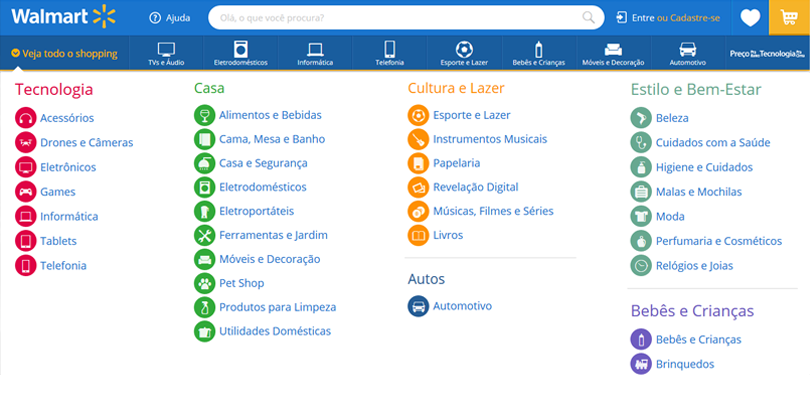 Walmart
Ajuda
Olá, o que você procura?
Entre ou Cadastre-se
Veja todo o shopping
TVs e Áudio
Eletrodomésticos
Informática
Telefonia
Esporte e Lazer
Bebês e Crianças
Móveis e Decoração
Automotivo
Preço
Tecnologia
Tecnologia
Acessórios
Drones e Câmeras
Eletrônicos
Games
Informática
Tablets
Telefonia
Casa
Alimentos e Bebidas
Cama, Mesa e Banho
Casa e Segurança
Eletrodomésticos
Eletroportáteis
Ferramentas e Jardim
Móveis e Decoração
Pet Shop
Produtos para Limpeza
Utilidades Domésticas
Cultura e Lazer
Esporte e Lazer
Instrumentos Musicais
Papelaria
Revelação Digital
Músicas, Filmes e Séries
Livros
Autos
Automotivo
Estilo e Bem-Estar
Beleza
Cuidados com a Saúde
Higiene e Cuidados
Malas e Mochilas
Moda
Perfumaria e Cosméticos
Relógios e Joias
Bebês e Crianças
Bebês e Crianças
Brinquedos